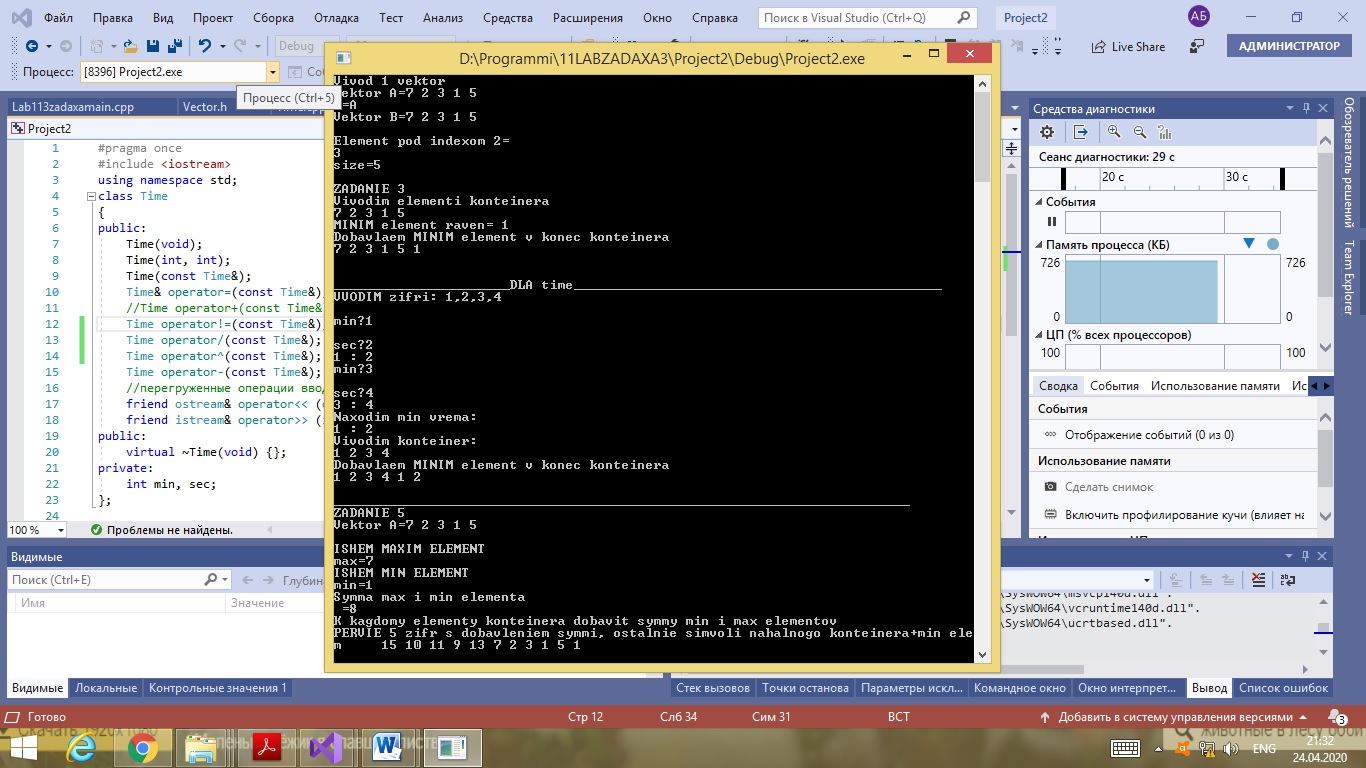 Файл Правка Вид Проект Сборка Отладка Тест Анализ Средства Расширения Окно Справка Поиск в Visual Studio (Ctrl+Q) Project2 АБ
Debug Live Share АДМИНИСТРАТОР
Процесс: [8396] Project2.exe
Процесс (Ctrl+5)
Lab113zadaxamain.cpp Vector.h
Project2
1 #pragma once
2 #include <iostream>
3 using namespace std;
4 class Time
5 {
6 public:
7 Time(void);
8 Time(int, int);
9 Time(const Time&);
10 Time& operator=(const Time&)
11 //Time operator+(const Time&
12 Time operator!=(const Time&)
13 Time operator/(const Time&);
14 Time operator^(const Time&);
15 Time operator-(const Time&);
16 //перегруженные операции ввод
17 friend ostream& operator<< (
18 friend istream& operator>> (
19 public:
20 virtual ~Time(void) {};
21 private:
22 int min, sec;
23 };
24
100 % Проблемы не найдены.
D:\Programmi\11LABZADAXA3\Project2\Debug\Project2.exe
Vivod 1 vektor
Vektor A=7 2 3 1 5
=A
Vektor B=7 2 3 1 5
Element pod indexom 2=
3
size=5
ZADANIE 3
Vivodim elementi konteinera
7 2 3 1 5
MINIM element raven= 1
Dobavlaem MINIM element v konec konteinera
7 2 3 1 5 1
DLA time
VVODIM zifri: 1,2,3,4
min?1
sec?2
1 : 2
min?3
sec?4
3 : 4
Naxodim min vrema:
1 : 2
Vivodim konteiner:
1 2 3 4
Dobavlaem MINIM element v konec konteinera
1 2 3 4 1 2
ZADANIE 5
Vektor A=7 2 3 1 5
ISHEM MAXIM ELEMENT
max=7
ISHEM MIN ELEMENT
min=1
Symma max i min elementa
=8
K kagdomy elementy konteinera dobavit symmy min i max elementov
PERVIE 5 zifr s dobavleniem symmi, ostalnie simvoli nahalnogo konteinera+min ele
m 15 10 11 9 13 7 2 3 1 5 1
Средства диагностики
Сеанс диагностики: 29 с
20 с 30 с
События
Память процесса (КБ)
726 726
0 0
ЦП (% всех процессоров)
100 100
Сводка События Использование памяти Ис
События
Отображение событий (0 из 0)
Использование памяти
Сделать снимок
Включить профилирование кучи (влияет на
Обозреватель решений
Team Explorer
Видимые
Поиск (Ctrl+E) Глубин
Имя Значение
\SysWOW64\msvcp140d.dll".
\SysWOW64\vcruntime140d.dll".
\SysWOW64\ucrtbased.dll".
Видимые Локальные Контрольные значения 1
Стек вызовов Точки останова Параметры искл... Командное окно Окно интерпрет... Вывод Список ошибок
Готово Стр 12 Слб 34 Сим 31 ВСТ Добавить в систему управления версиями 3
ENG 21:32
24.04.2020